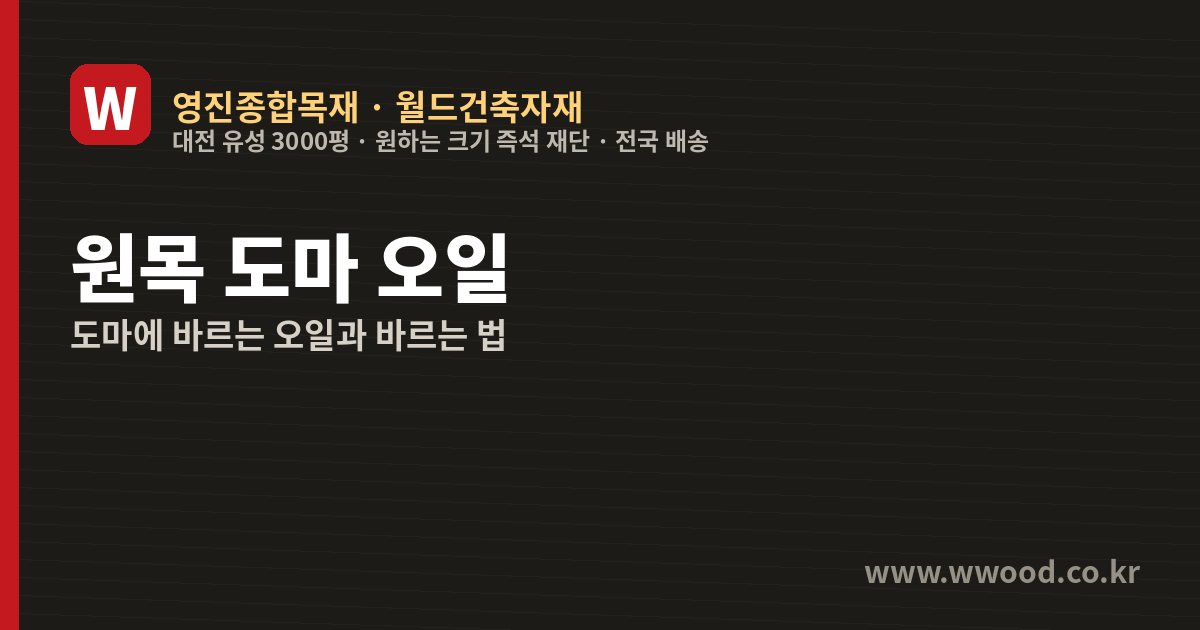 W
영진종합목재 · 월드건축자재
대전 유성 3000평 · 원하는 크기 즉석 재단 · 전국 배송
원목 도마 오일
도마에 바르는 오일과 바르는 법
www.wwood.co.kr